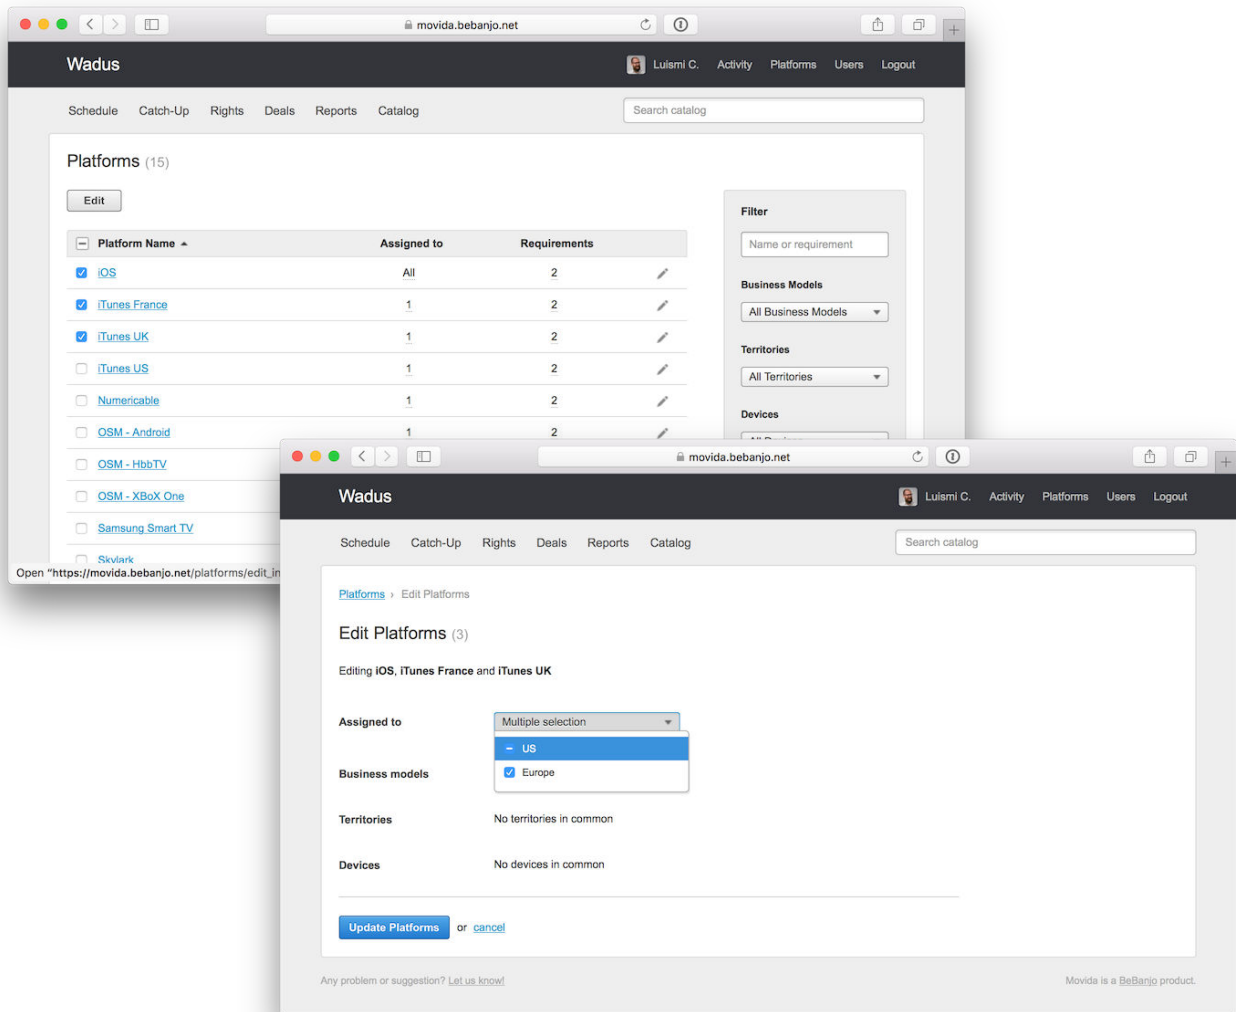 movida.bebanjo.net
Wadus
Luismi C. Activity Platforms Users Logout
Schedule Catch-Up Rights Deals Reports Catalog
Search catalog
Platforms (15)
Edit
Platform Name Assigned to Requirements
iOS All 2
iTunes France 1 2
iTunes UK 1 2
iTunes US 1 2
Numericable 1 2
OSM - Android 1 2
OSM - HbbTV
OSM - XBoX One
Samsung Smart TV
Skylark
Open "https://movida.bebanjo.net/platforms/edit_in
Filter
Name or requirement
Business Models
All Business Models
Territories
All Territories
Devices
movida.bebanjo.net
Wadus
Luismi C. Activity Platforms Users Logout
Schedule Catch-Up Rights Deals Reports Catalog
Search catalog
Platforms › Edit Platforms
Edit Platforms (3)
Editing iOS, iTunes France and iTunes UK
Assigned to Multiple selection
US
Europe
Business models
Territories No territories in common
Devices No devices in common
Update Platforms or cancel
Any problem or suggestion? Let us know!
Movida is a BeBanjo product.